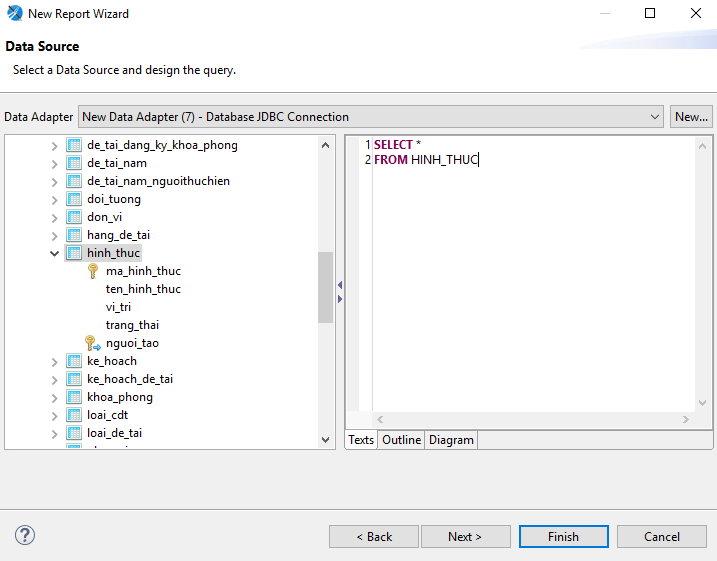 New Report Wizard
Data Source
Select a Data Source and design the query.
Data Adapter New Data Adapter (7) - Database JDBC Connection New...
de_tai_dang_ky_khoa_phong
de_tai_nam
de_tai_nam_nguoithuchien
doi_tuong
don_vi
hang_de_tai
hinh_thuc
ma_hinh_thuc
ten_hinh_thuc
vi_tri
trang_thai
nguoi_tao
ke_hoach
ke_hoach_de_tai
khoa_phong
loai_cdt
loai_de_tai
1 SELECT *
2 FROM HINH_THUC
Texts Outline Diagram
? < Back Next > Finish Cancel